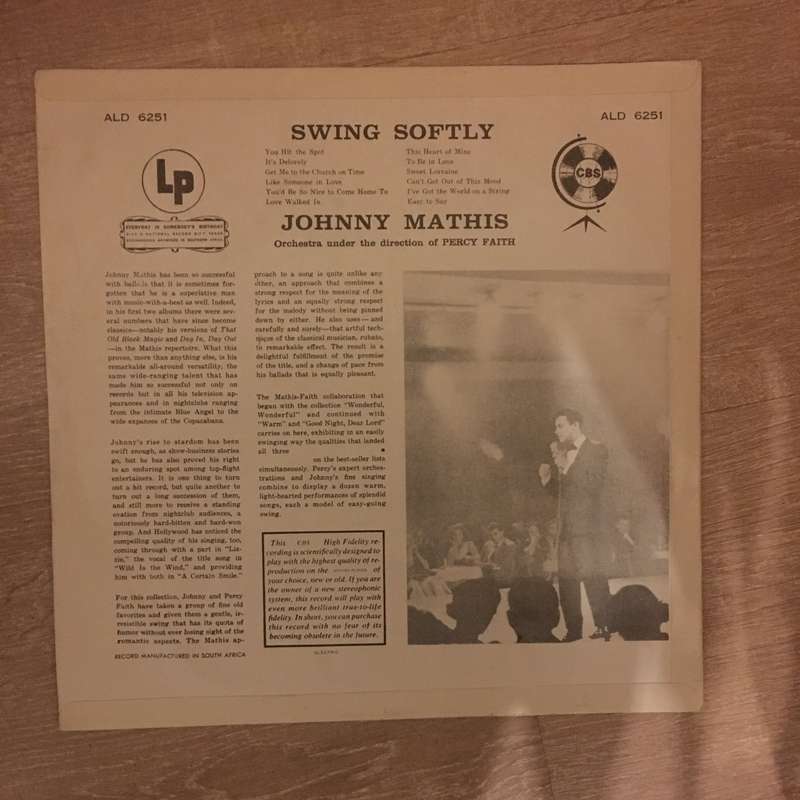 ALD 6251
ALD 6251
SWING SOFTLY
You Hit the Spot
It's Delovely
Get Me to the Church on Time
Like Someone in Love
You'd Be So Nice to Come Home To
Love Walked In
This Heart of Mine
To Be in Love
Sweet Lorraine
Can't Get Out of This Mood
I've Got the World on a String
Easy to Say
Lp
EVERYDAY IS SOMEBODY'S BIRTHDAY
GIVE A NATIONAL RECORD GIFT TOKEN
EXCHANGEABLE ANYWHERE IN SOUTHERN AFRICA
CBS
JOHNNY MATHIS
Orchestra under the direction of PERCY FAITH
Johnny Mathis has been so successful
with ballads that it is sometimes for-
gotten that he is a superlative man
with music-with-a-beat as well. Indeed,
in his first two albums there were sev-
eral numbers that have since become
classics—notably his versions of That
Old Black Magic and Day In, Day Out
—in the Mathis repertoire. What this
proves, more than anything else, is his
remarkable all-around versatility, the
same wide-ranging talent that has
made him so successful not only on
records but in all his television ap-
pearances and in nightclubs ranging
from the intimate Blue Angel to the
wide expanses of the Copacabana.
Johnny's rise to stardom has been
swift enough, as show-business stories
go, but he has also proved his right
to an enduring spot among top-flight
entertainers. It is one thing to turn
out a hit record, but quite another to
turn out a long succession of them,
and still more to receive a standing
ovation from nightclub audiences, a
notoriously hard-bitten and hard-won
group. And Hollywood has noticed the
compelling quality of his singing, too,
coming through with a part in "Liz-
zie," the vocal of the title song in
"Wild Is the Wind," and providing
him with both in "A Certain Smile."
For this collection, Johnny and Percy
Faith have taken a group of fine old
favorites and given them a gentle, ir-
resistible swing that has its quota of
humor without ever losing sight of the
romantic aspects. The Mathis ap-
RECORD MANUFACTURED IN SOUTH AFRICA
proach to a song is quite unlike any
other, an approach that combines a
strong respect for the meaning of the
lyrics and an equally strong respect
for the melody without being pinned
down by either. He also uses—and
carefully and surely—that artful tech-
nique of the classical musician, rubato,
to remarkable effect. The result is a
delightful fulfillment of the promise
of the title, and a change of pace from
his ballads that is equally pleasant.
The Mathis-Faith collaboration that
began with the collection "Wonderful,
Wonderful" and continued with
"Warm" and "Good Night, Dear Lord"
carries on here, exhibiting in an easily
swinging way the qualities that landed
all three
on the best-seller lists
simultaneously. Percy's expert orches-
trations and Johnny's fine singing
combine to display a dozen warm,
light-hearted performances of splendid
songs, each a model of easy-going
swing.
This CBS High Fidelity re-
cording is scientifically designed to
play with the highest quality of re-
production on the of
your choice, new or old. If you are
the owner of a new stereophonic
system, this record will play with
even more brilliant true-to-life
fidelity. In short, you can purchase
this record with no fear of its
becoming obsolete in the future.